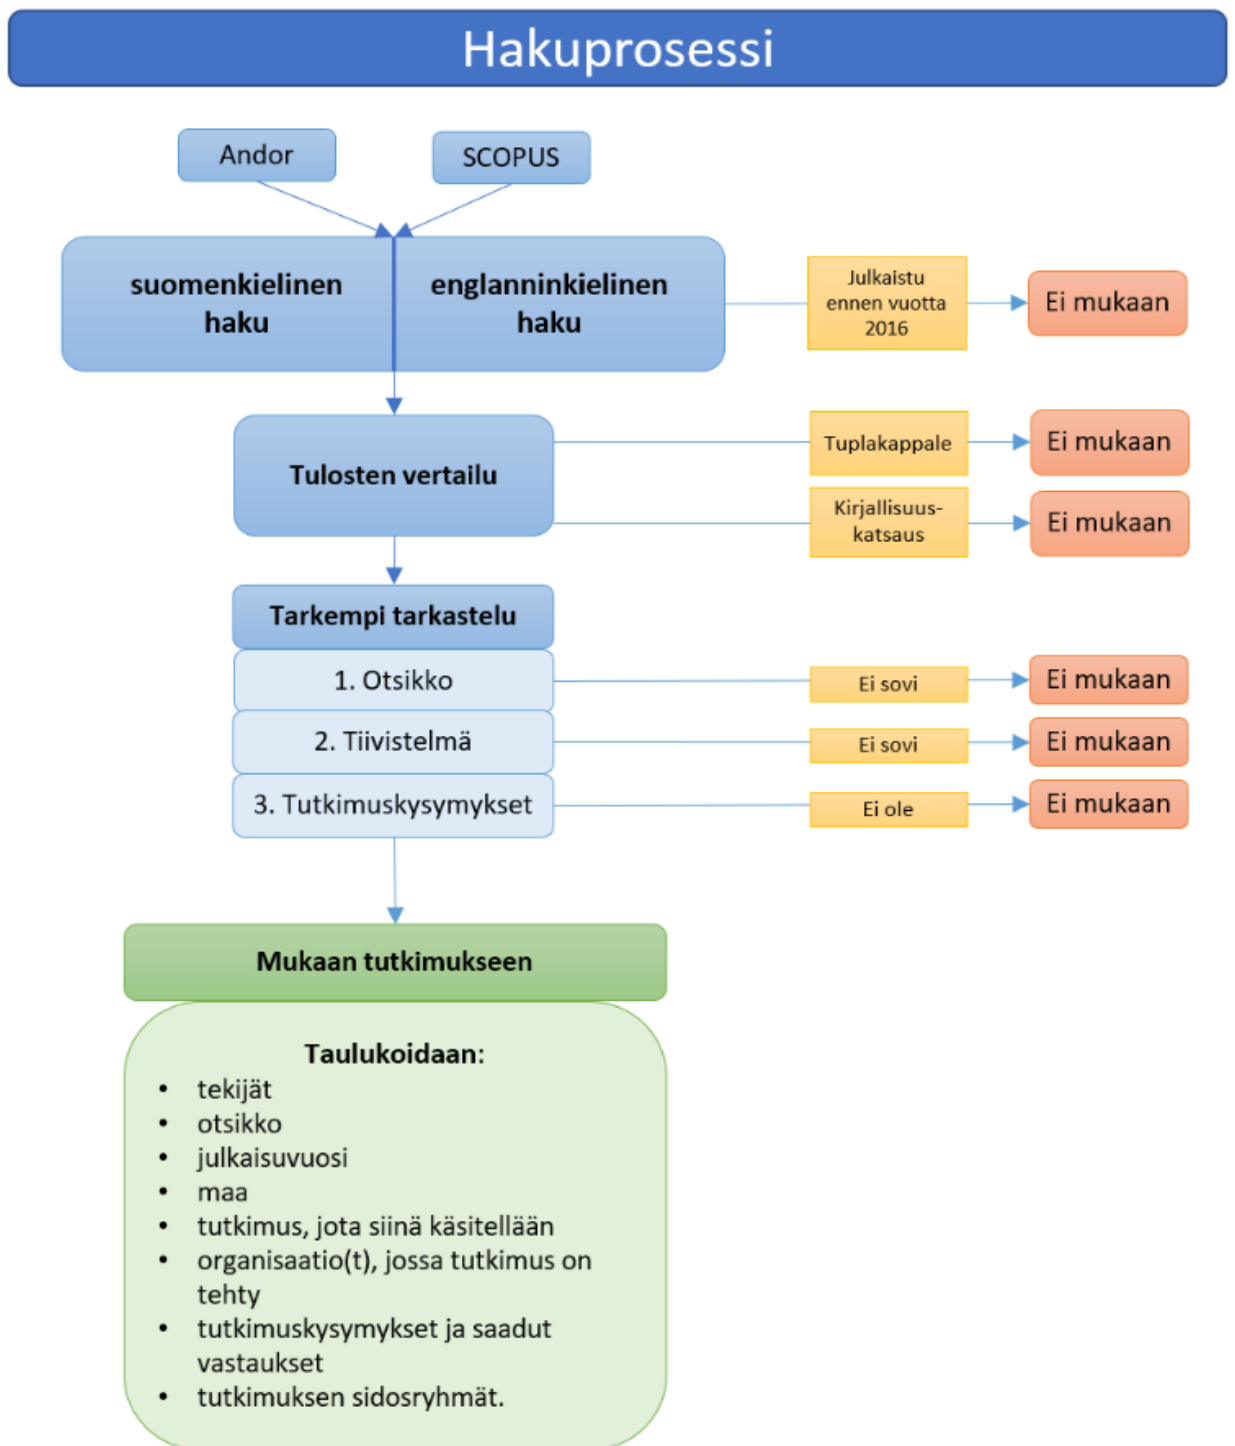 Hakuprosessi
Andor
SCOPUS
suomenkielinen
haku
englanninkielinen
haku
Julkaistu
ennen vuotta
2016
Ei mukaan
Tulosten vertailu
Tuplakappale
Ei mukaan
Kirjallisuus-
katsaus
Ei mukaan
Tarkempi tarkastelu
1. Otsikko
Ei sovi
Ei mukaan
2. Tiivistelmä
Ei sovi
Ei mukaan
3. Tutkimuskysymykset
Ei ole
Ei mukaan
Mukaan tutkimukseen
Taulukoidaan:
• tekijät
• otsikko
• julkaisuvuosi
• maa
• tutkimus, jota siinä käsitellään
• organisaatio(t), jossa tutkimus on
tehty
• tutkimuskysymykset ja saadut
vastaukset
• tutkimuksen sidosryhmät.